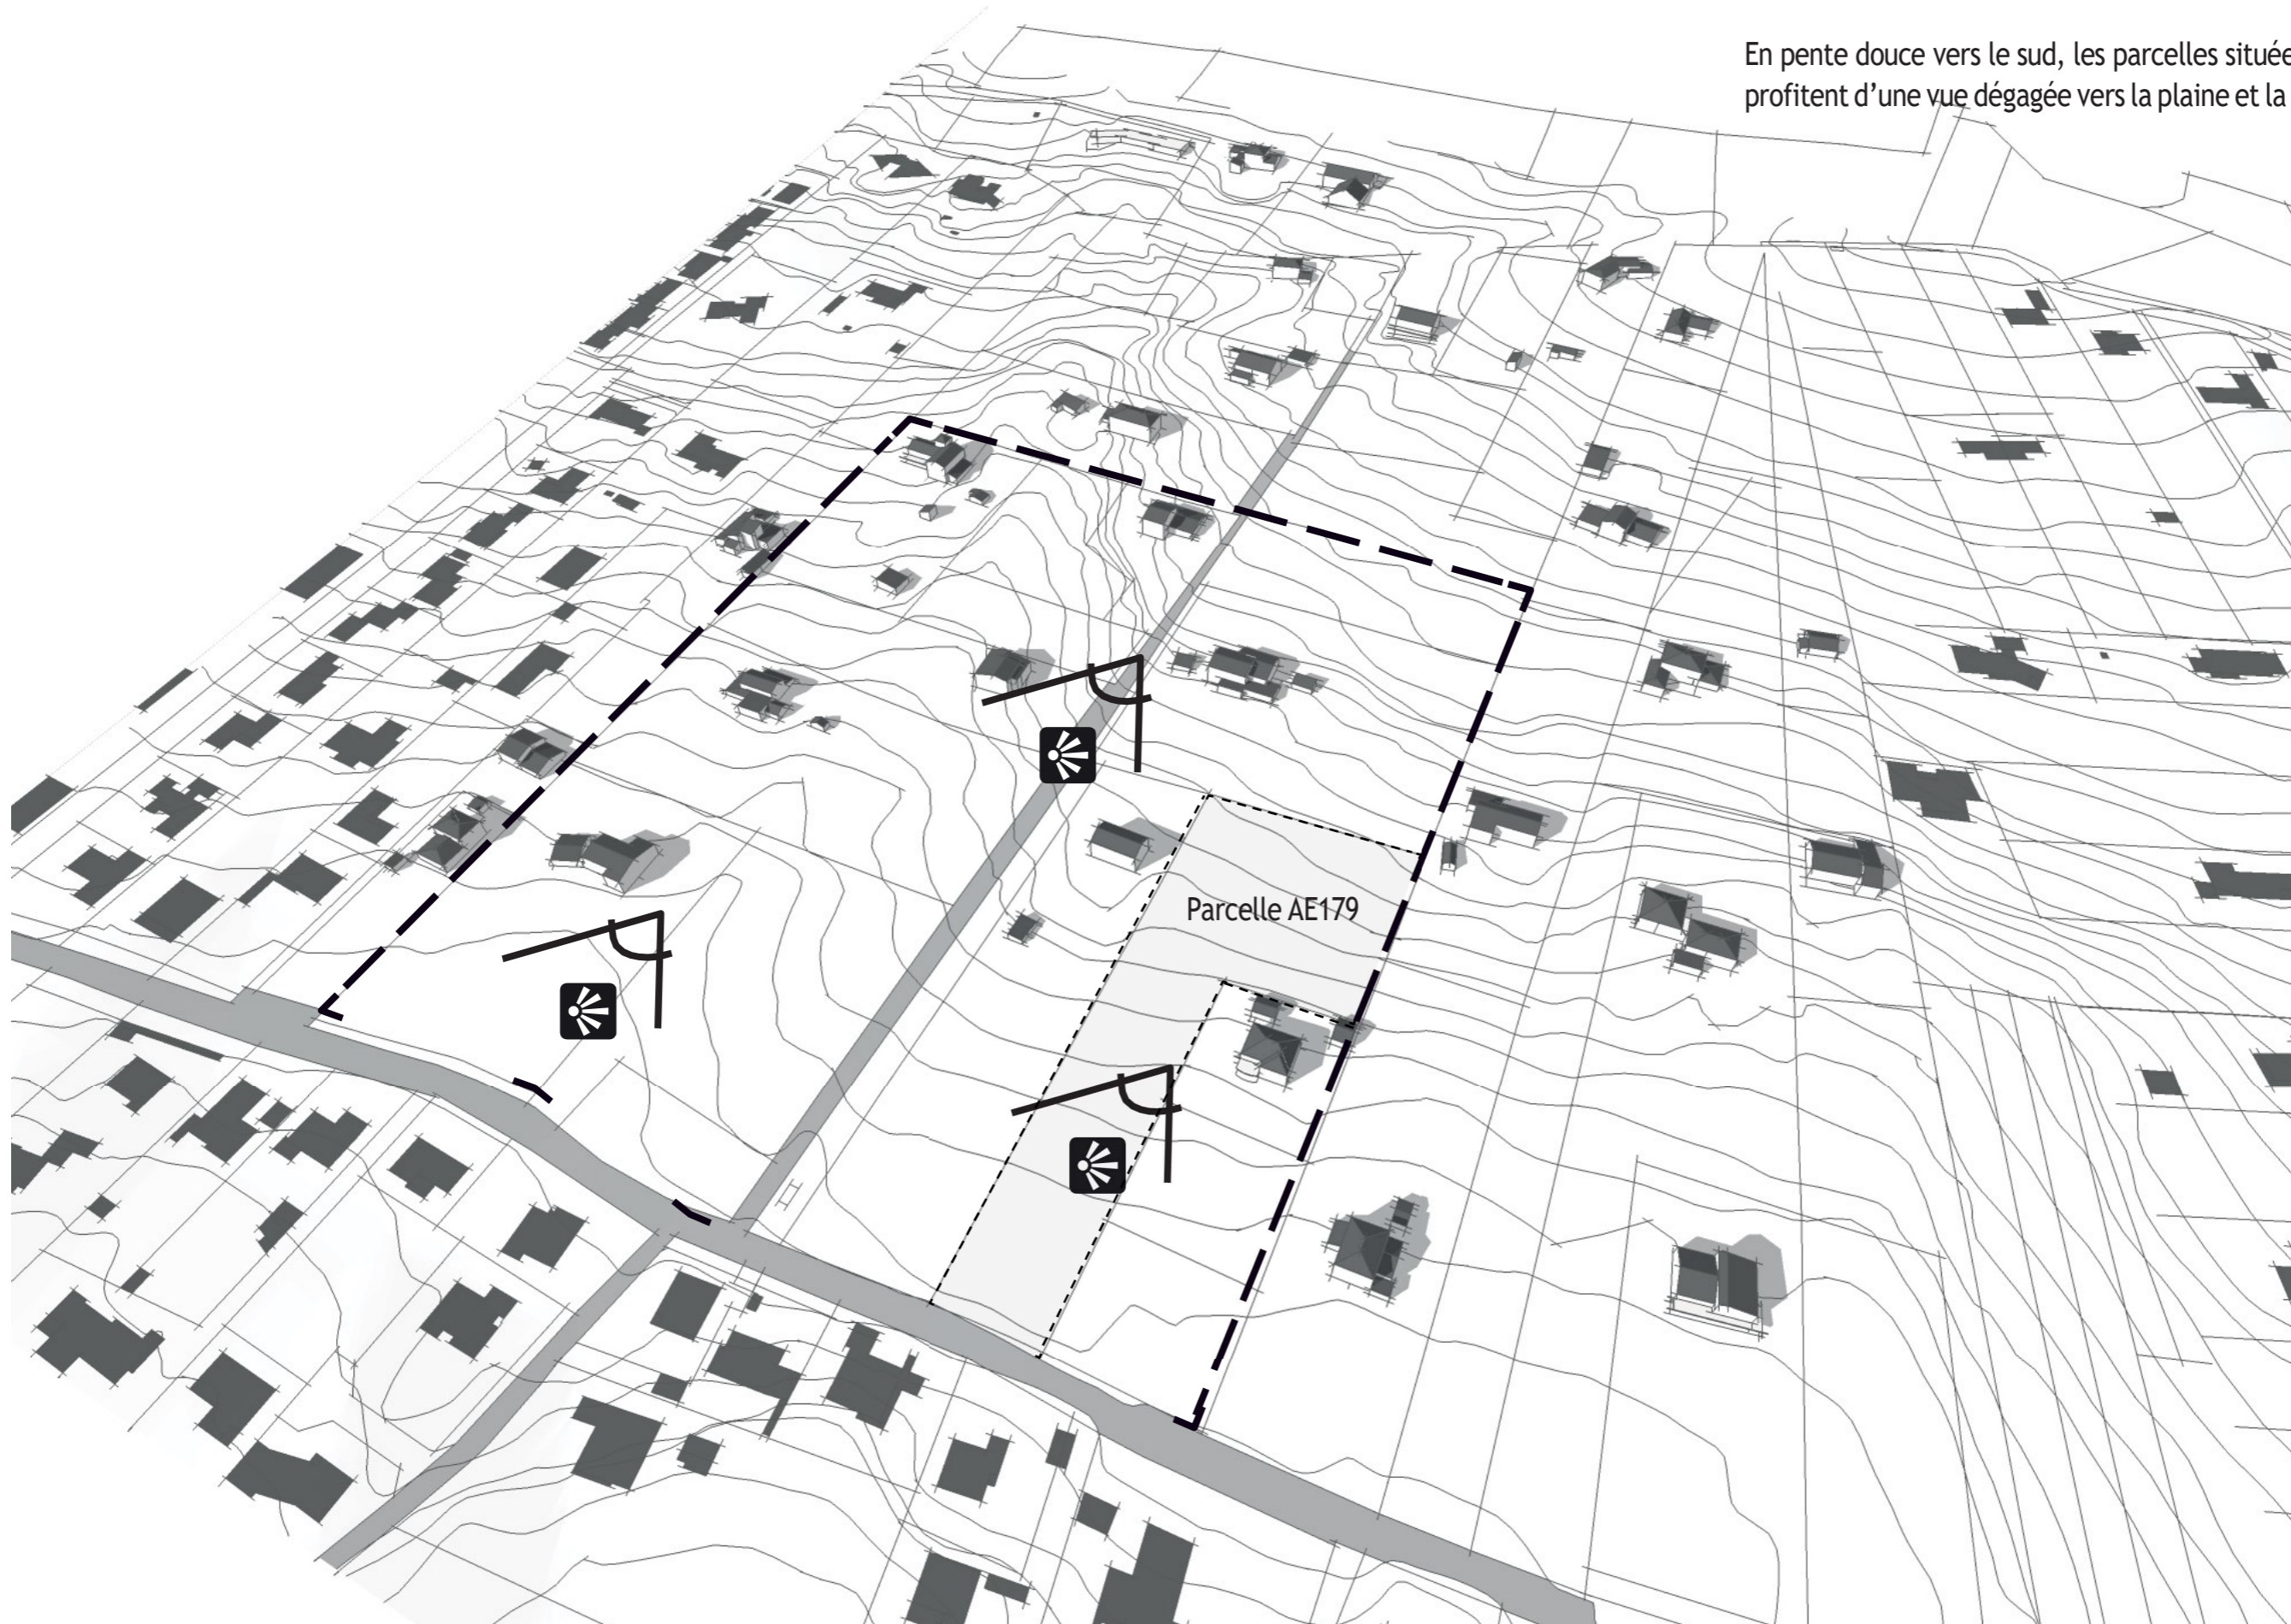 En pente douce vers le sud, les parcelles située
profitent d’une vue dégagée vers la plaine et la
Parcelle AE179